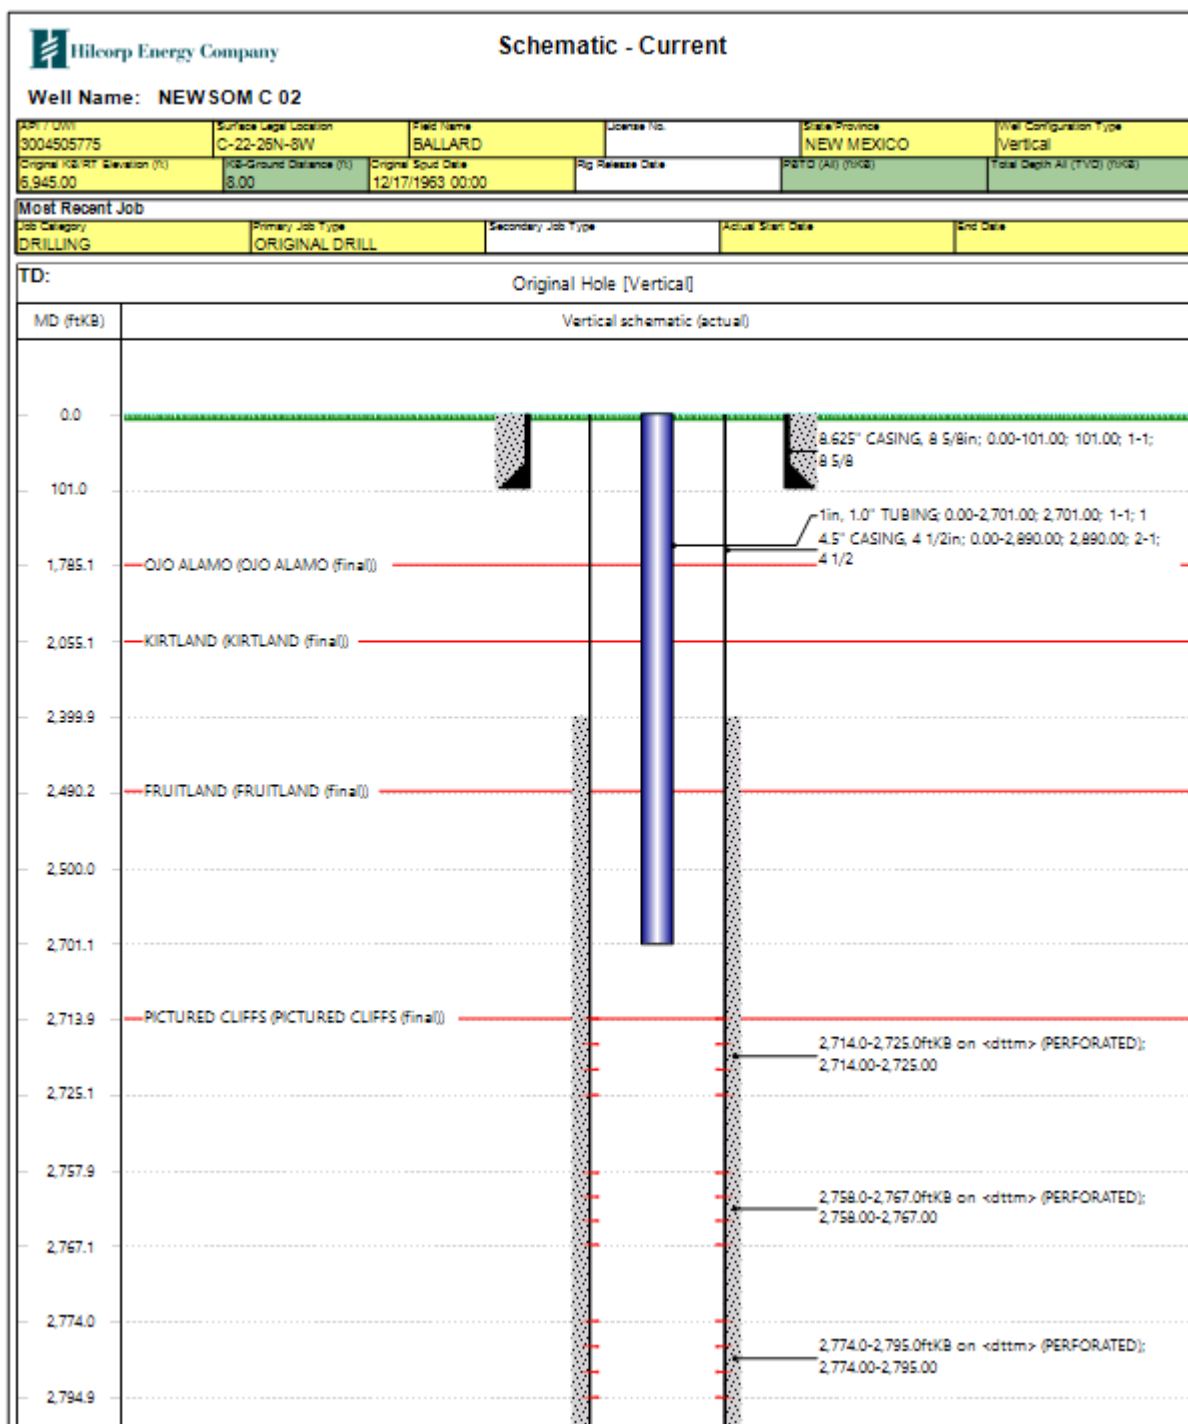 Hilcorp Energy Company
Schematic - Current
Well Name: NEWSOM C 02
API / UWI Surface Legal Location Field Name License No. State/Province Well Configuration Type
3004505775 C-22-26N-8W BALLARD NEW MEXICO Vertical
Original KB/RT Elevation (ft) KB-Ground Distance (ft) Original Spud Date Rig Release Date PBTD (All) (ftKB) Total Depth All (TVD) (ftKB)
6,945.00 8.00 12/17/1963 00:00
Most Recent Job
Job Category Primary Job Type Secondary Job Type Actual Start Date End Date
DRILLING ORIGINAL DRILL
TD:
Original Hole [Vertical]
MD (ftKB) Vertical schematic (actual)
0.0
8.625" CASING, 8 5/8in; 0.00-101.00; 101.00; 1-1;
8 5/8
101.0
1in, 1.0" TUBING; 0.00-2,701.00; 2,701.00; 1-1; 1
4.5" CASING, 4 1/2in; 0.00-2,890.00; 2,890.00; 2-1;
4 1/2
1,785.1 OJO ALAMO (OJO ALAMO (final))
2,055.1 KIRTLAND (KIRTLAND (final))
2,399.9
2,490.2 FRUITLAND (FRUITLAND (final))
2,500.0
2,701.1
2,713.9 PICTURED CLIFFS (PICTURED CLIFFS (final))
2,714.0-2,725.0ftKB on <dttm> (PERFORATED);
2,714.00-2,725.00
2,725.1
2,757.9
2,758.0-2,767.0ftKB on <dttm> (PERFORATED);
2,758.00-2,767.00
2,767.1
2,774.0
2,774.0-2,795.0ftKB on <dttm> (PERFORATED);
2,774.00-2,795.00
2,794.9